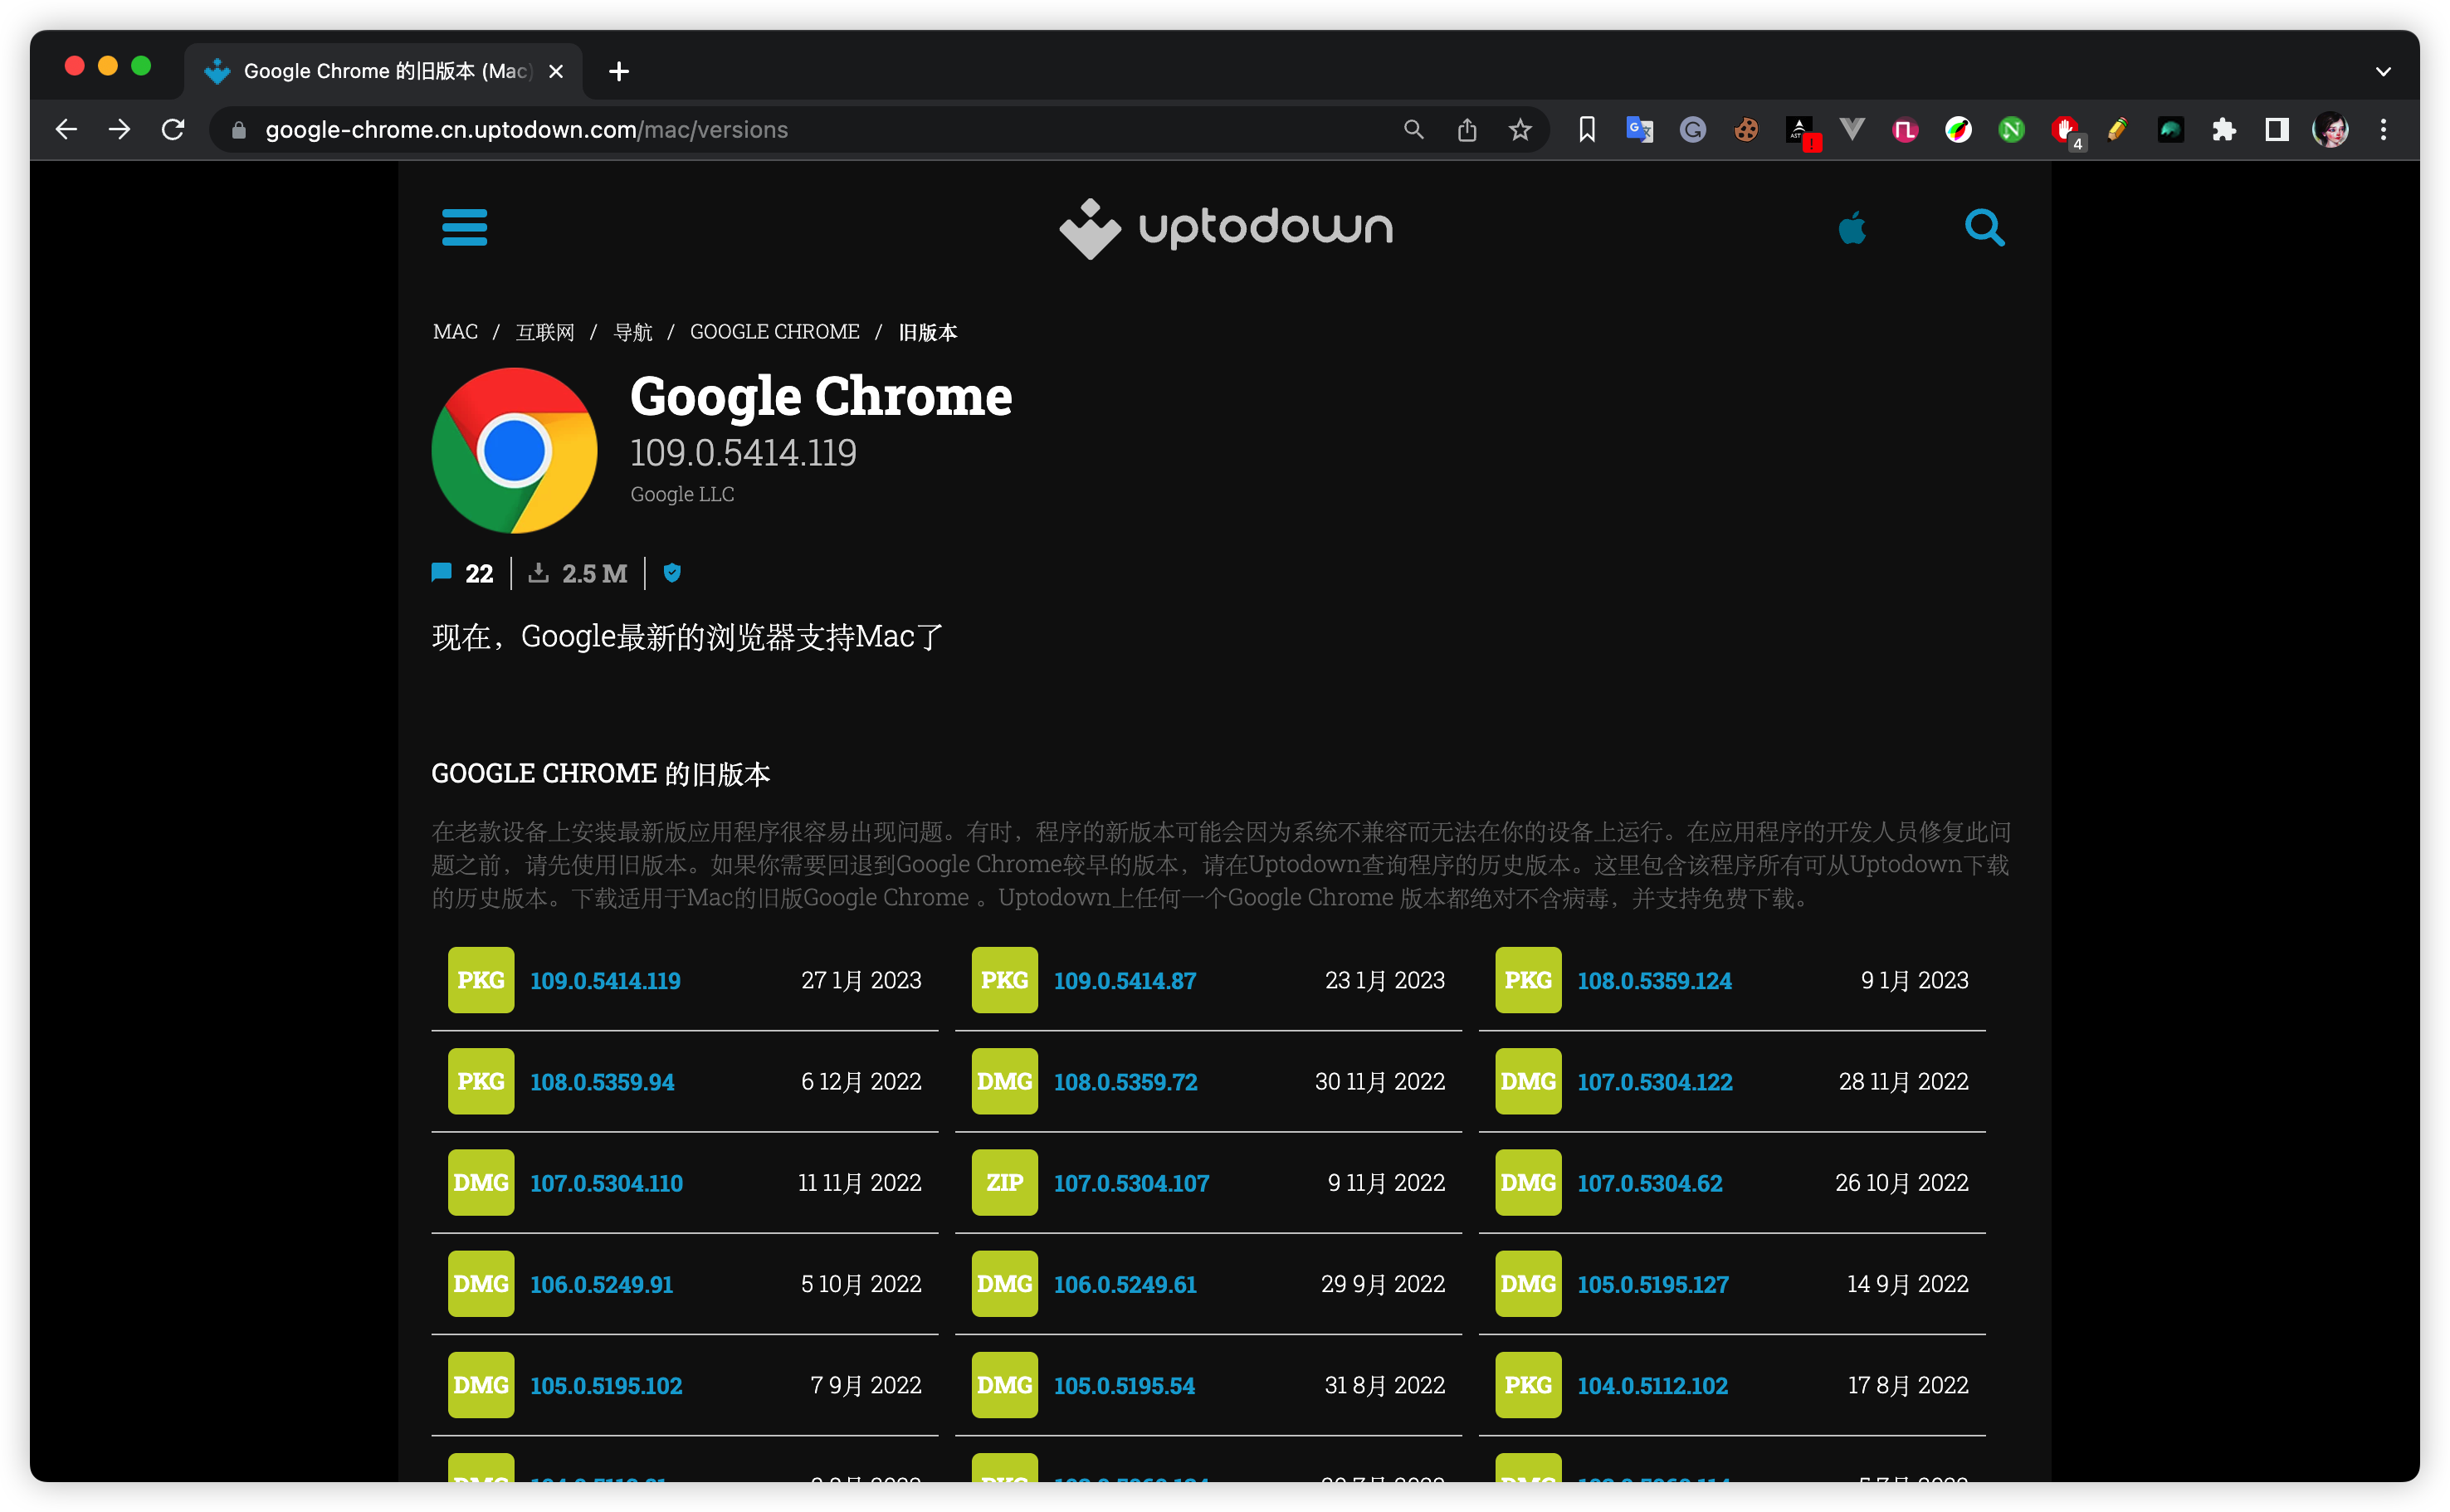 Google Chrome 的旧版本 (Mac)
google-chrome.cn.uptodown.com/mac/versions
4
uptodown
MAC / 互联网 / 导航 / GOOGLE CHROME / 旧版本
Google Chrome
109.0.5414.119
Google LLC
22 2.5 M
现在，Google最新的浏览器支持Mac了
GOOGLE CHROME 的旧版本
在老款设备上安装最新版应用程序很容易出现问题。有时，程序的新版本可能会因为系统不兼容而无法在你的设备上运行。在应用程序的开发人员修复此问
题之前，请先使用旧版本。如果你需要回退到Google Chrome较早的版本，请在Uptodown查询程序的历史版本。这里包含该程序所有可从Uptodown下载
的历史版本。下载适用于Mac的旧版Google Chrome 。Uptodown上任何一个Google Chrome 版本都绝对不含病毒，并支持免费下载。
PKG 109.0.5414.119 27 1月 2023 PKG 109.0.5414.87 23 1月 2023 PKG 108.0.5359.124 9 1月 2023
PKG 108.0.5359.94 6 12月 2022 DMG 108.0.5359.72 30 11月 2022 DMG 107.0.5304.122 28 11月 2022
DMG 107.0.5304.110 11 11月 2022 ZIP 107.0.5304.107 9 11月 2022 DMG 107.0.5304.62 26 10月 2022
DMG 106.0.5249.91 5 10月 2022 DMG 106.0.5249.61 29 9月 2022 DMG 105.0.5195.127 14 9月 2022
DMG 105.0.5195.102 7 9月 2022 DMG 105.0.5195.54 31 8月 2022 PKG 104.0.5112.102 17 8月 2022
DMG PKG DMG